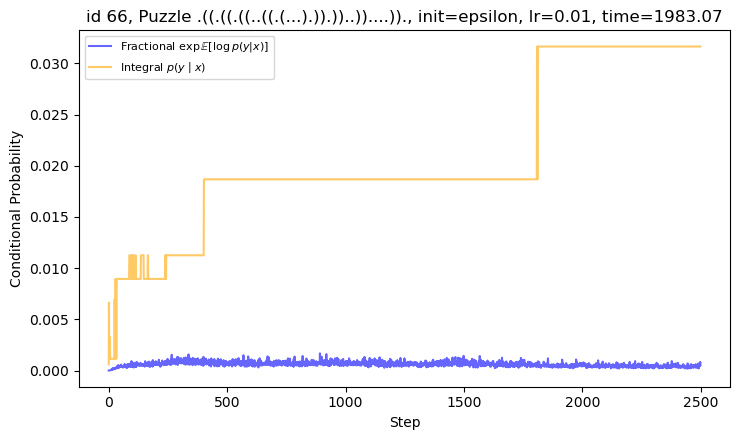 id 66, Puzzle .((.((.((..((.(...).)).)).))..))....))., init=epsilon, lr=0.01, time=1983.07
Fractional exp𝔼[log p(y|x)]
Integral p(y | x)
Conditional Probability
0.030
0.025
0.020
0.015
0.010
0.005
0.000
0
500
1000
1500
2000
2500
Step